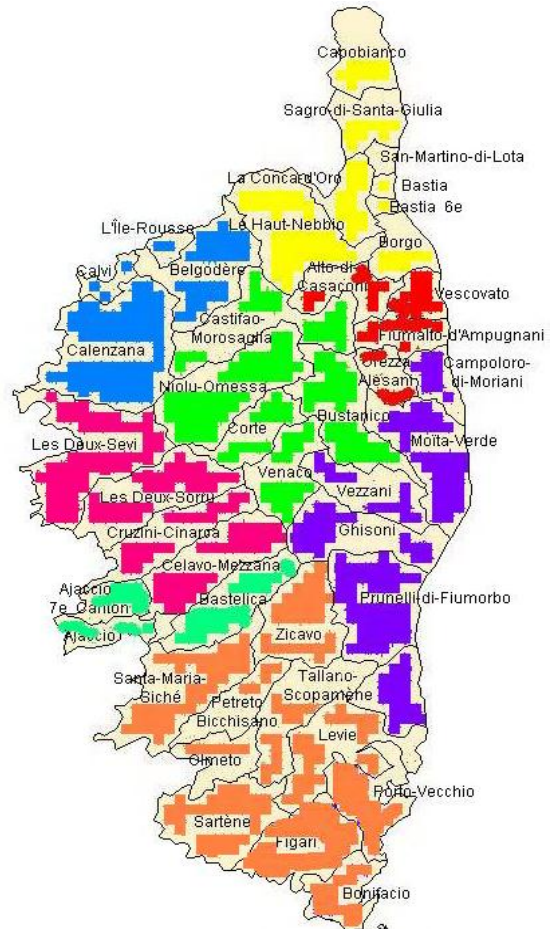 Capobianco
Sagro-di-Santa-Giulia
San-Martino-di-Lota
La Conca-d'Oro
Bastia
Bastia 6e
L'Île-Rousse
Le Haut-Nebbio
Borgo
Calvi
Belgodère
Alto-di-
Casaconi
Vescovato
Castifao-
Morosaglia
Fiumalto-d'Ampugnani
Calenzana
Orezza
Alesani
Campoloro-
di-Moriani
Niolu-Omessa
Corte
Bustanico
Les Deux-Sevi
Moïta-Verde
Venaco
Vezzani
Les Deux-Sorru
Cruzini-Cinarca
Ghisoni
Celavo-Mezzana
Ajaccio
7e Canton
Bastelica
Prunelli-di-Fiumorbo
Ajaccio
Zicavo
Santa-Maria-
Siché
Tallano-
Scopamène
Petreto
Bicchisano
Levie
Olmeto
Porto-Vecchio
Sartène
Figari
Bonifacio